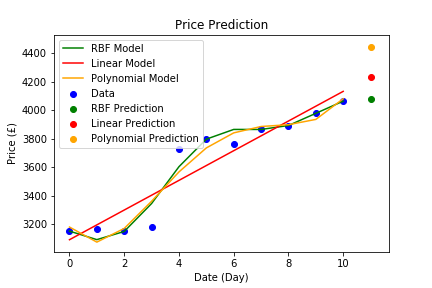 Price Prediction
RBF Model
Linear Model
Polynomial Model
Data
RBF Prediction
Linear Prediction
Polynomial Prediction
Price (£)
4400
4200
4000
3800
3600
3400
3200
0 2 4 6 8 10
Date (Day)